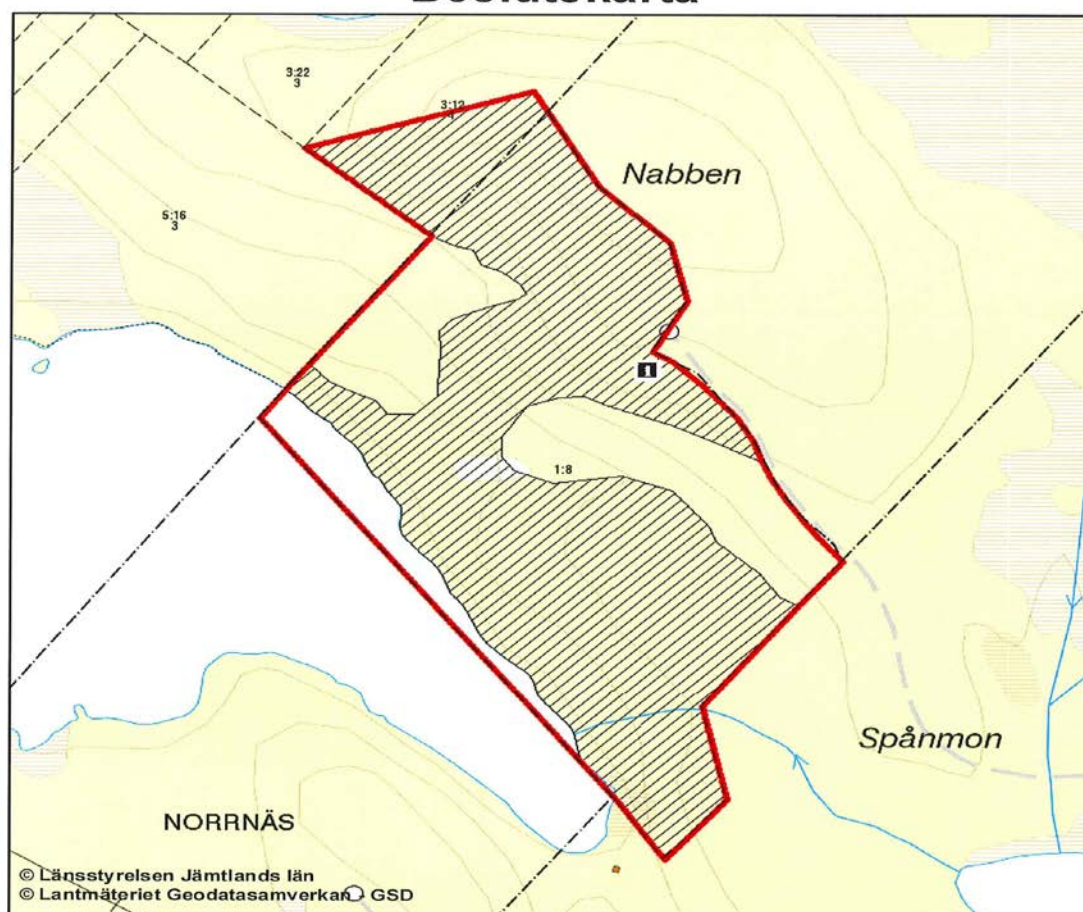 3:22
3
3:12
Nabben
5:16
3
1
1:8
Spånmon
NORRNÄS
© Länsstyrelsen Jämtlands län
© Lantmäteriet Geodatasamverkan - GSD